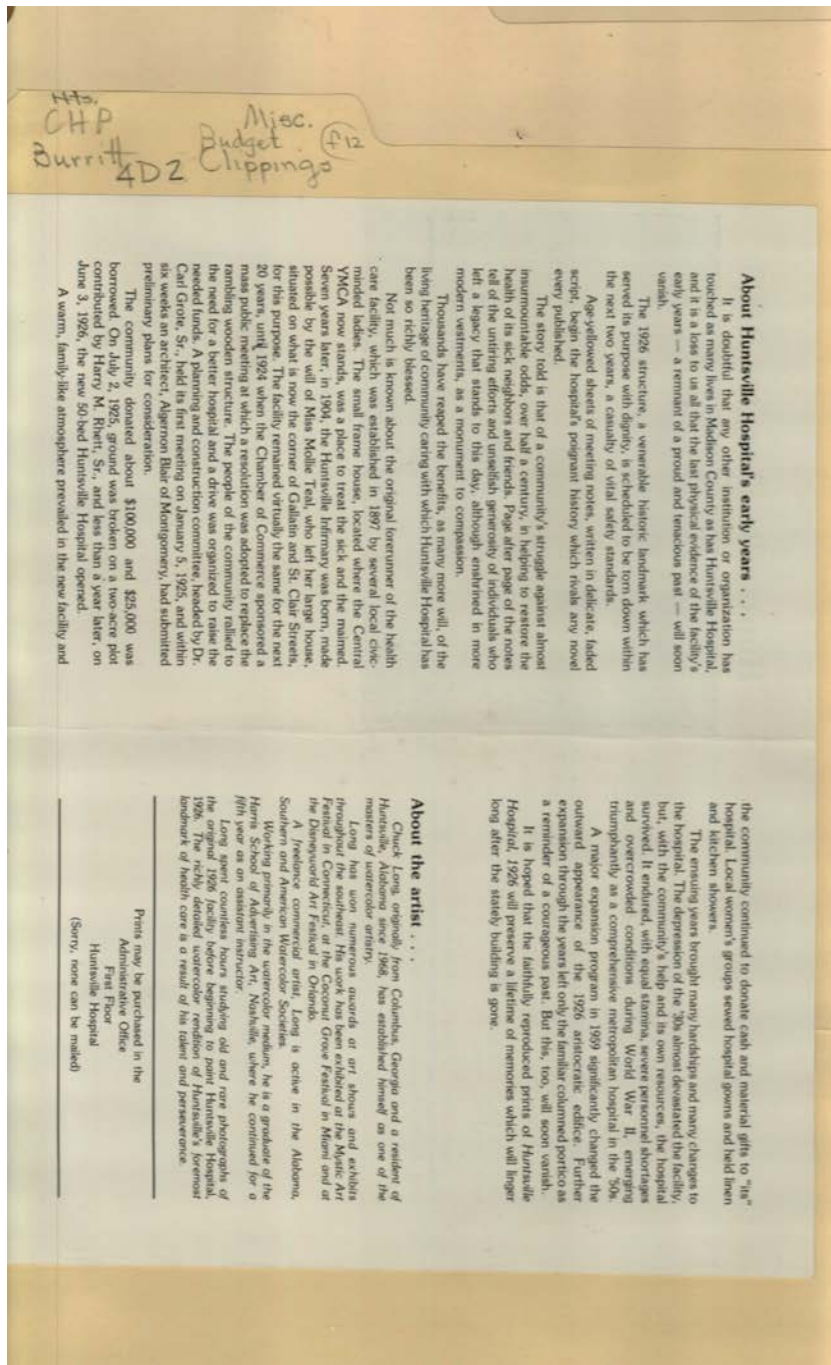 Hts.
CHP
Burritt
4D2
Misc.
Budget
Clippings
f12
About Huntsville Hospital's early years . . .
It is doubtful that any other institution or organization has
touched as many lives in Madison County as has Huntsville Hospital,
and it is a loss to us all that the last physical evidence of the facility's
early years — a remnant of a proud and tenacious past — will soon
vanish.
The 1926 structure, a venerable historic landmark which has
served its purpose with dignity, is scheduled to be torn down within
the next two years, a casualty of vital safety standards.
Age-yellowed sheets of meeting notes, written in delicate, faded
script, begin the hospital's poignant history which rivals any novel
every published.
The story told is that of a community's struggle against almost
insurmountable odds, over half a century, in helping to restore the
health of its sick neighbors and friends. Page after page of the notes
tell of the untiring efforts and unselfish generosity of individuals who
left a legacy that stands to this day, although enshrined in more
modern vestments, as a monument to compassion.
Thousands have reaped the benefits, as many more will, of the
living heritage of community caring with which Huntsville Hospital has
been so richly blessed.
Not much is known about the original forerunner of the health
care facility, which was established in 1897 by several local civic-
minded ladies. The small frame house, located where the Central
YMCA now stands, was a place to treat the sick and the maimed.
Seven years later, in 1904, the Huntsville Infirmary was born, made
possible by the will of Miss Mollie Teal, who left her large house,
situated on what is now the corner of Gallatin and St. Clair Streets,
for this purpose. The facility remained virtually the same for the next
20 years, until 1924 when the Chamber of Commerce sponsored a
mass public meeting at which a resolution was adopted to replace the
rambling wooden structure. The people of the community rallied to
the need for a better hospital and a drive was organized to raise the
needed funds. A planning and construction committee, headed by Dr.
Carl Grote, Sr., held its first meeting on January 5, 1925, and within
six weeks an architect, Algernon Blair of Montgomery, had submitted
preliminary plans for consideration.
The community donated about $100,000 and $25,000 was
borrowed. On July 2, 1925, ground was broken on a two-acre plot
contributed by Harry M. Rhett, Sr., and less than a year later, on
June 3, 1926, the new 50-bed Huntsville Hospital opened.
A warm, family-like atmosphere prevailed in the new facility and
the community continued to donate cash and material gifts to "its"
hospital. Local women's groups sewed hospital gowns and held linen
and kitchen showers.
The ensuing years brought many hardships and many changes to
the hospital. The depression of the '30s almost devastated the facility,
but, with the community's help and its own resources, the hospital
survived. It endured, with equal stamina, severe personnel shortages
and overcrowded conditions during World War II, emerging
triumphantly as a comprehensive metropolitan hospital in the '50s.
A major expansion program in 1959 significantly changed the
outward appearance of the 1926 aristocratic edifice. Further
expansion through the years left only the familiar columned portico as
a reminder of a courageous past. But this, too, will soon vanish.
It is hoped that the faithfully reproduced prints of Huntsville
Hospital, 1926 will preserve a lifetime of memories which will linger
long after the stately building is gone.
About the artist . . .
Chuck Long, originally from Columbus, Georgia and a resident of
Huntsville, Alabama since 1968, has established himself as one of the
masters of watercolor artistry.
Long has won numerous awards at art shows and exhibits
throughout the southeast. His work has been exhibited at the Mystic Art
Festival in Connecticut, at the Coconut Grove Festival in Miami and at
the Disneyworld Art Festival in Orlando.
A freelance commercial artist, Long is active in the Alabama,
Southern and American Watercolor Societies.
Working primarily in the watercolor medium, he is a graduate of the
Harris School of Advertising Art, Nashville, where he continued for a
fifth year as an assistant instructor.
Long spent countless hours studying old and rare photographs of
the original 1926 facility before beginning to paint Huntsville Hospital,
1926. The richly detailed watercolor rendition of Huntsville's foremost
landmark of health care is a result of his talent and perseverance.
Prints may be purchased in the
Administrative Office
First Floor
Huntsville Hospital
(Sorry, none can be mailed)